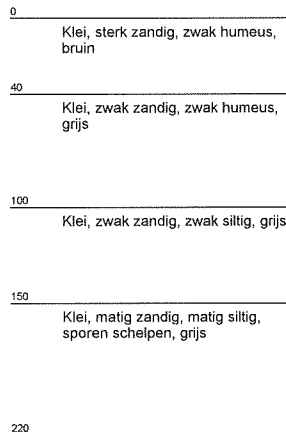 0
Klei, sterk zandig, zwak humeus,
bruin
40
Klei, zwak zandig, zwak humeus,
grijs
100
Klei, zwak zandig, zwak siltig, grijs
150
Klei, matig zandig, matig siltig,
sporen schelpen, grijs
220